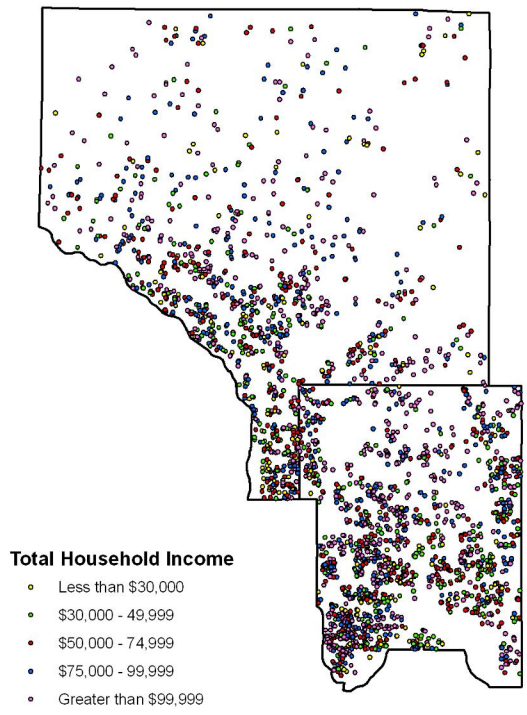 Total Household Income
Less than $30,000
$30,000 - 49,999
$50,000 - 74,999
$75,000 - 99,999
Greater than $99,999